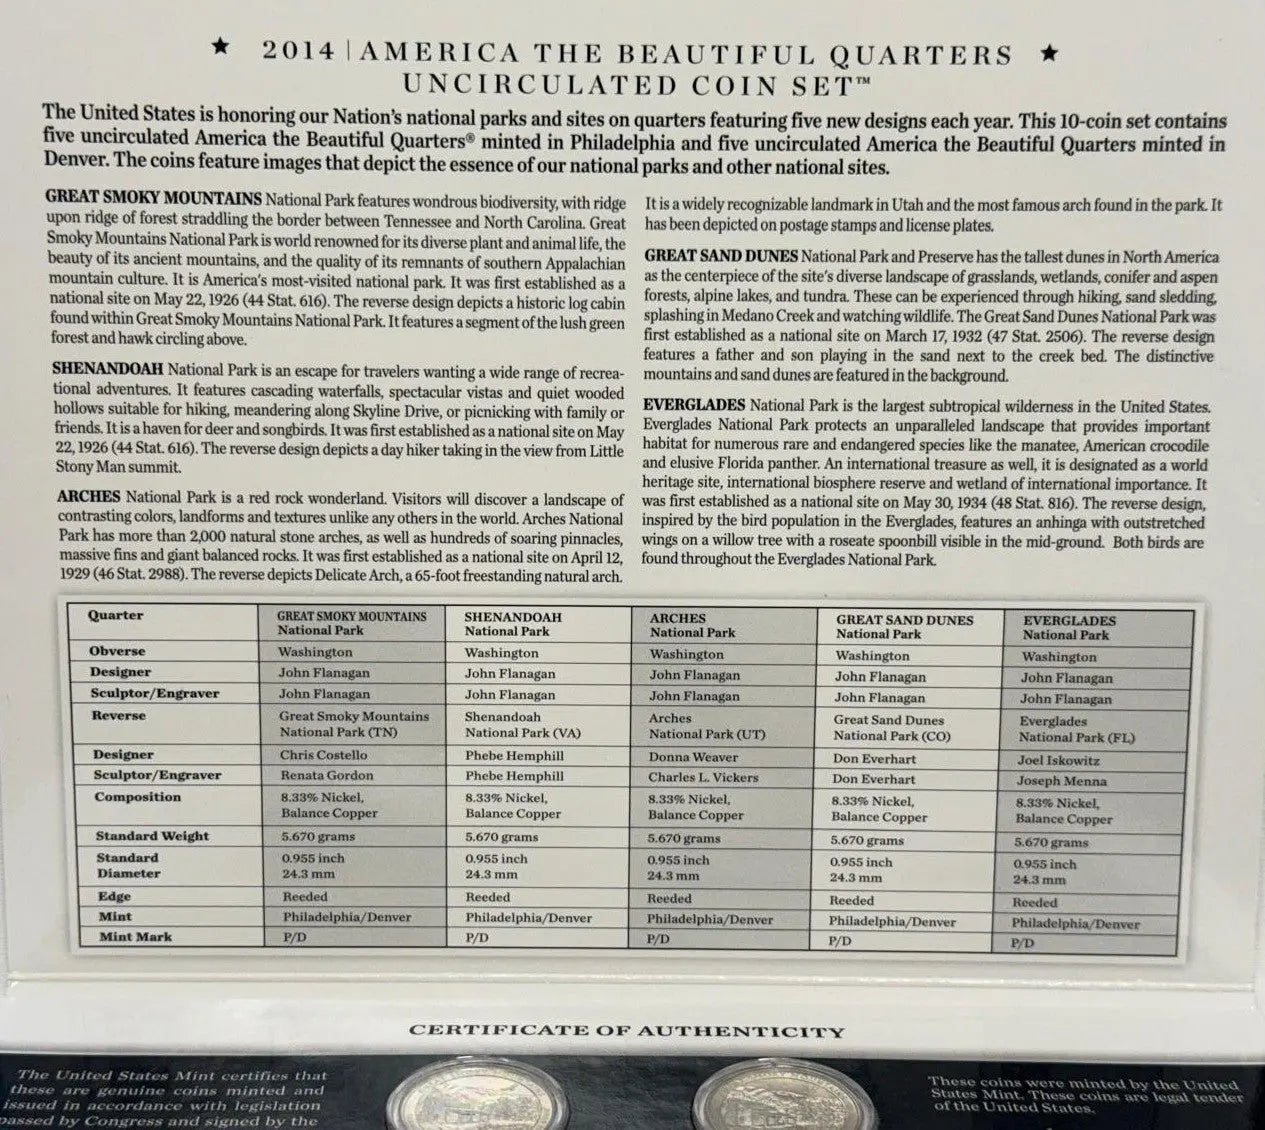 ★ 2014 | AMERICA THE BEAUTIFUL QUARTERS ★
UNCIRCULATED COIN SET™
The United States is honoring our Nation's national parks and sites on quarters featuring five new designs each year. This 10-coin set contains
five uncirculated America the Beautiful Quarters® minted in Philadelphia and five uncirculated America the Beautiful Quarters minted in
Denver. The coins feature images that depict the essence of our national parks and other national sites.
GREAT SMOKY MOUNTAINS National Park features wondrous biodiversity, with ridge
upon ridge of forest straddling the border between Tennessee and North Carolina. Great
Smoky Mountains National Park is world renowned for its diverse plant and animal life, the
beauty of its ancient mountains, and the quality of its remnants of southern Appalachian
mountain culture. It is America's most-visited national park. It was first established as a
national site on May 22, 1926 (44 Stat. 616). The reverse design depicts a historic log cabin
found within Great Smoky Mountains National Park. It features a segment of the lush green
forest and hawk circling above.
SHENANDOAH National Park is an escape for travelers wanting a wide range of recrea-
tional adventures. It features cascading waterfalls, spectacular vistas and quiet wooded
hollows suitable for hiking, meandering along Skyline Drive, or picnicking with family or
friends. It is a haven for deer and songbirds. It was first established as a national site on May
22, 1926 (44 Stat. 616). The reverse design depicts a day hiker taking in the view from Little
Stony Man summit.
ARCHES National Park is a red rock wonderland. Visitors will discover a landscape of
contrasting colors, landforms and textures unlike any others in the world. Arches National
Park has more than 2,000 natural stone arches, as well as hundreds of soaring pinnacles,
massive fins and giant balanced rocks. It was first established as a national site on April 12,
1929 (46 Stat. 2988). The reverse depicts Delicate Arch, a 65-foot freestanding natural arch.
It is a widely recognizable landmark in Utah and the most famous arch found in the park. It
has been depicted on postage stamps and license plates.
GREAT SAND DUNES National Park and Preserve has the tallest dunes in North America
as the centerpiece of the site's diverse landscape of grasslands, wetlands, conifer and aspen
forests, alpine lakes, and tundra. These can be experienced through hiking, sand sledding,
splashing in Medano Creek and watching wildlife. The Great Sand Dunes National Park was
first established as a national site on March 17, 1932 (47 Stat. 2506). The reverse design
features a father and son playing in the sand next to the creek bed. The distinctive
mountains and sand dunes are featured in the background.
EVERGLADES National Park is the largest subtropical wilderness in the United States.
Everglades National Park protects an unparalleled landscape that provides important
habitat for numerous rare and endangered species like the manatee, American crocodile
and elusive Florida panther. An international treasure as well, it is designated as a world
heritage site, international biosphere reserve and wetland of international importance. It
was first established as a national site on May 30, 1934 (48 Stat. 816). The reverse design,
inspired by the bird population in the Everglades, features an anhinga with outstretched
wings on a willow tree with a roseate spoonbill visible in the mid-ground. Both birds are
found throughout the Everglades National Park.
Quarter GREAT SMOKY MOUNTAINS SHENANDOAH ARCHES GREAT SAND DUNES EVERGLADES
National Park National Park National Park National Park National Park
Obverse Washington Washington Washington Washington Washington
Designer John Flanagan John Flanagan John Flanagan John Flanagan John Flanagan
Sculptor/Engraver John Flanagan John Flanagan John Flanagan John Flanagan John Flanagan
Reverse Great Smoky Mountains Shenandoah Arches Great Sand Dunes Everglades
National Park (TN) National Park (VA) National Park (UT) National Park (CO) National Park (FL)
Designer Chris Costello Phebe Hemphill Donna Weaver Don Everhart Joel Iskowitz
Sculptor/Engraver Renata Gordon Phebe Hemphill Charles L. Vickers Don Everhart Joseph Menna
Composition 8.33% Nickel, 8.33% Nickel, 8.33% Nickel, 8.33% Nickel, 8.33% Nickel,
Balance Copper Balance Copper Balance Copper Balance Copper Balance Copper
Standard Weight 5.670 grams 5.670 grams 5.670 grams 5.670 grams 5.670 grams
Standard 0.955 inch 0.955 inch 0.955 inch 0.955 inch 0.955 inch
Diameter 24.3 mm 24.3 mm 24.3 mm 24.3 mm 24.3 mm
Edge Reeded Reeded Reeded Reeded Reeded
Mint Philadelphia/Denver Philadelphia/Denver Philadelphia/Denver Philadelphia/Denver Philadelphia/Denver
Mint Mark P/D P/D P/D P/D P/D
CERTIFICATE OF AUTHENTICITY
The United States Mint certifies that
these are genuine coins minted and
issued in accordance with legislation
passed by Congress and signed by the
These coins were minted by the United
States Mint. These coins are legal tender
of the United States.